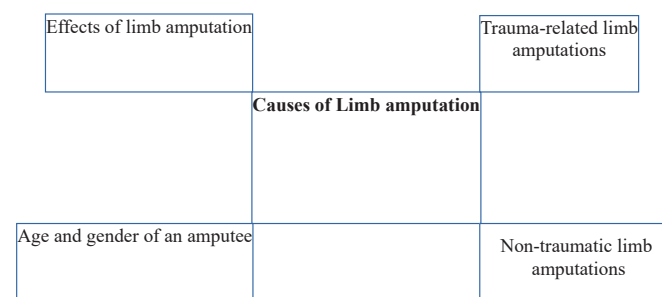 Effects of limb amputation
Trauma-related limb
amputations
Causes of Limb amputation
Age and gender of an amputee
Non-traumatic limb
amputations